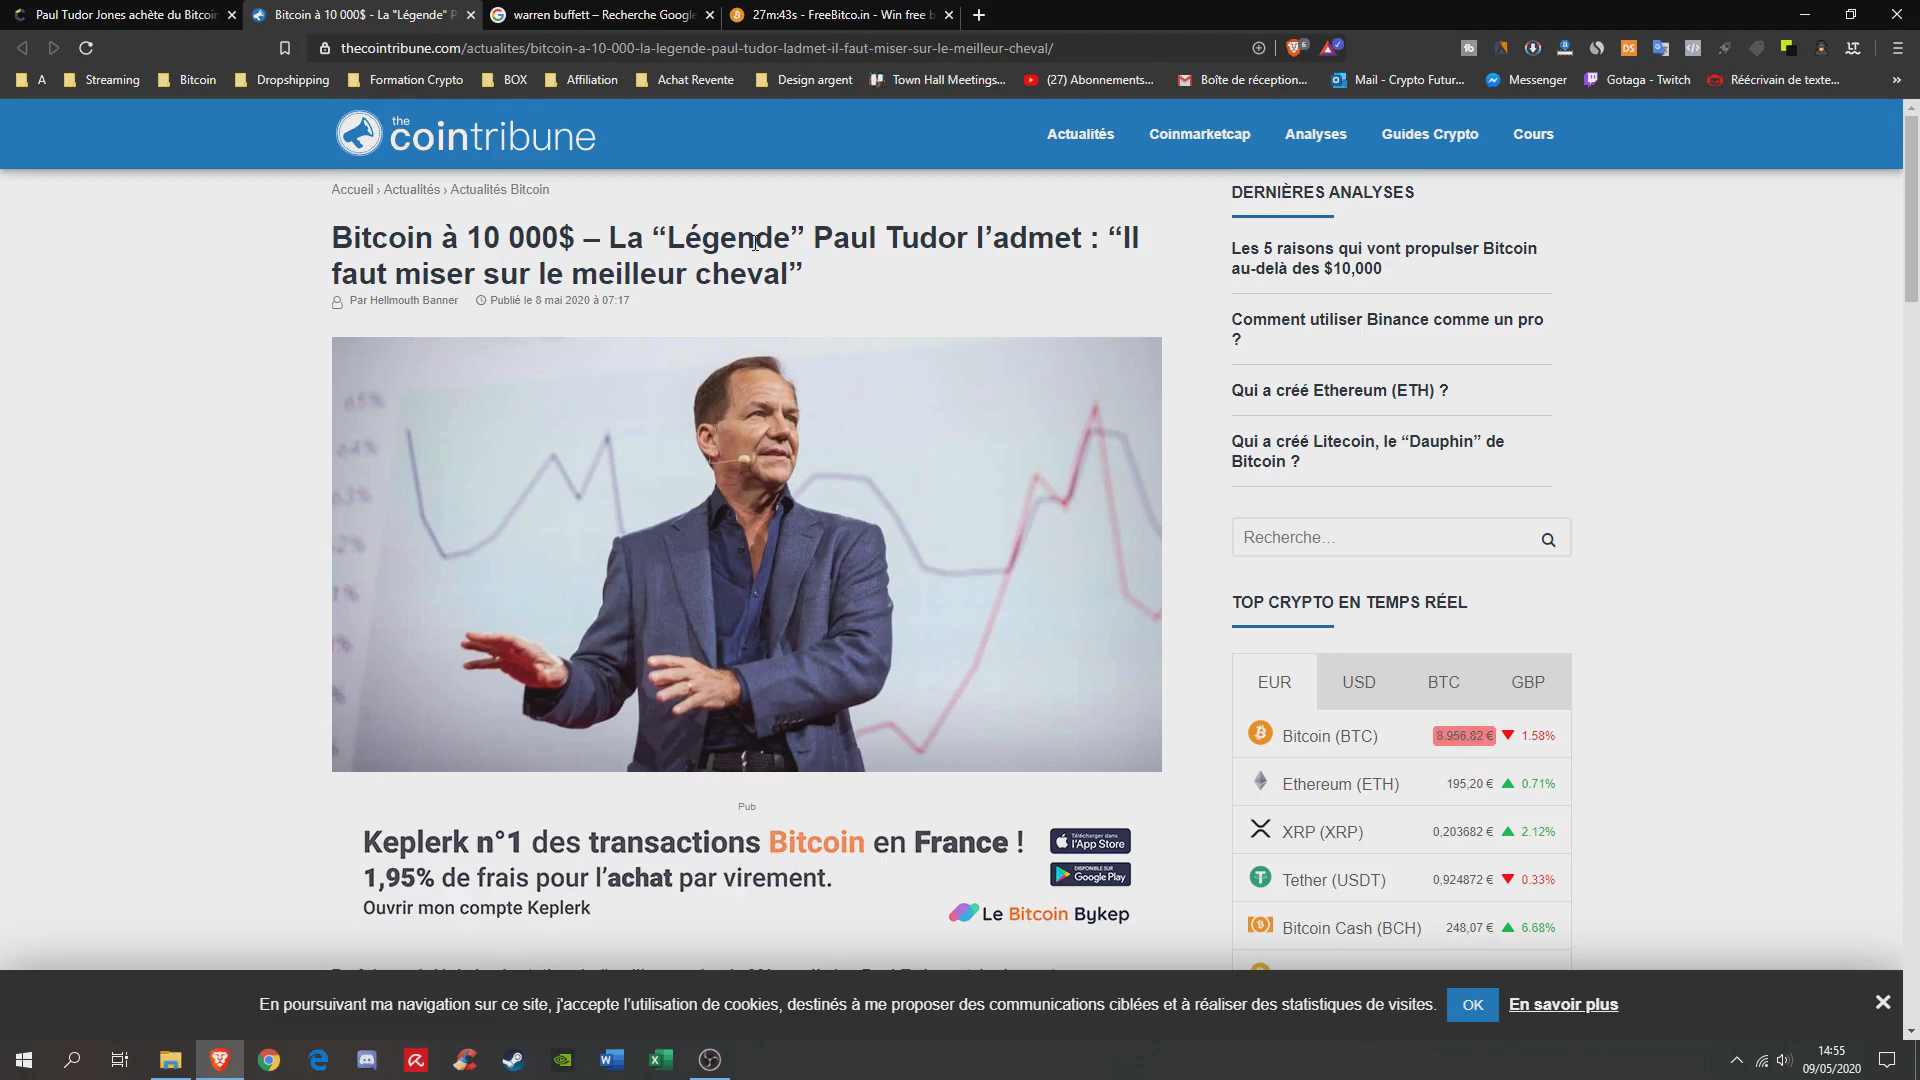 Paul Tudor Jones achète du Bitcoin
Bitcoin à 10 000$ - La "Légende" P
warren buffett – Recherche Google
27m:43s - FreeBitco.in - Win free b
thecointribune.com/actualites/bitcoin-a-10-000-la-legende-paul-tudor-ladmet-il-faut-miser-sur-le-meilleur-cheval/
A
Streaming
Bitcoin
Dropshipping
Formation Crypto
BOX
Affiliation
Achat Revente
Design argent
Town Hall Meetings...
(27) Abonnements...
Boîte de réception...
Mail - Crypto Futur...
Messenger
Gotaga - Twitch
Réécrivain de texte...
the
cointribune
Actualités
Coinmarketcap
Analyses
Guides Crypto
Cours
Accueil › Actualités › Actualités Bitcoin
Bitcoin à 10 000$ – La “Légende” Paul Tudor l’admet : “Il
faut miser sur le meilleur cheval”
Par Hellmouth Banner
Publié le 8 mai 2020 à 07:17
Pub
Keplerk n°1 des transactions Bitcoin en France !
1,95% de frais pour l’achat par virement.
Ouvrir mon compte Keplerk
Télécharger dans
l'App Store
DISPONIBLE SUR
Google Play
Le Bitcoin Bykep
DERNIÈRES ANALYSES
Les 5 raisons qui vont propulser Bitcoin
au-delà des $10,000
Comment utiliser Binance comme un pro
?
Qui a créé Ethereum (ETH) ?
Qui a créé Litecoin, le “Dauphin” de
Bitcoin ?
Recherche…
TOP CRYPTO EN TEMPS RÉEL
EUR
USD
BTC
GBP
Bitcoin (BTC) 8.956,82 € ▼ 1.58%
Ethereum (ETH) 195,20 € ▲ 0.71%
XRP (XRP) 0,203682 € ▲ 2.12%
Tether (USDT) 0,924872 € ▼ 0.33%
Bitcoin Cash (BCH) 248,07 € ▲ 6.68%
En poursuivant ma navigation sur ce site, j'accepte l’utilisation de cookies, destinés à me proposer des communications ciblées et à réaliser des statistiques de visites.
OK
En savoir plus
14:55
09/05/2020